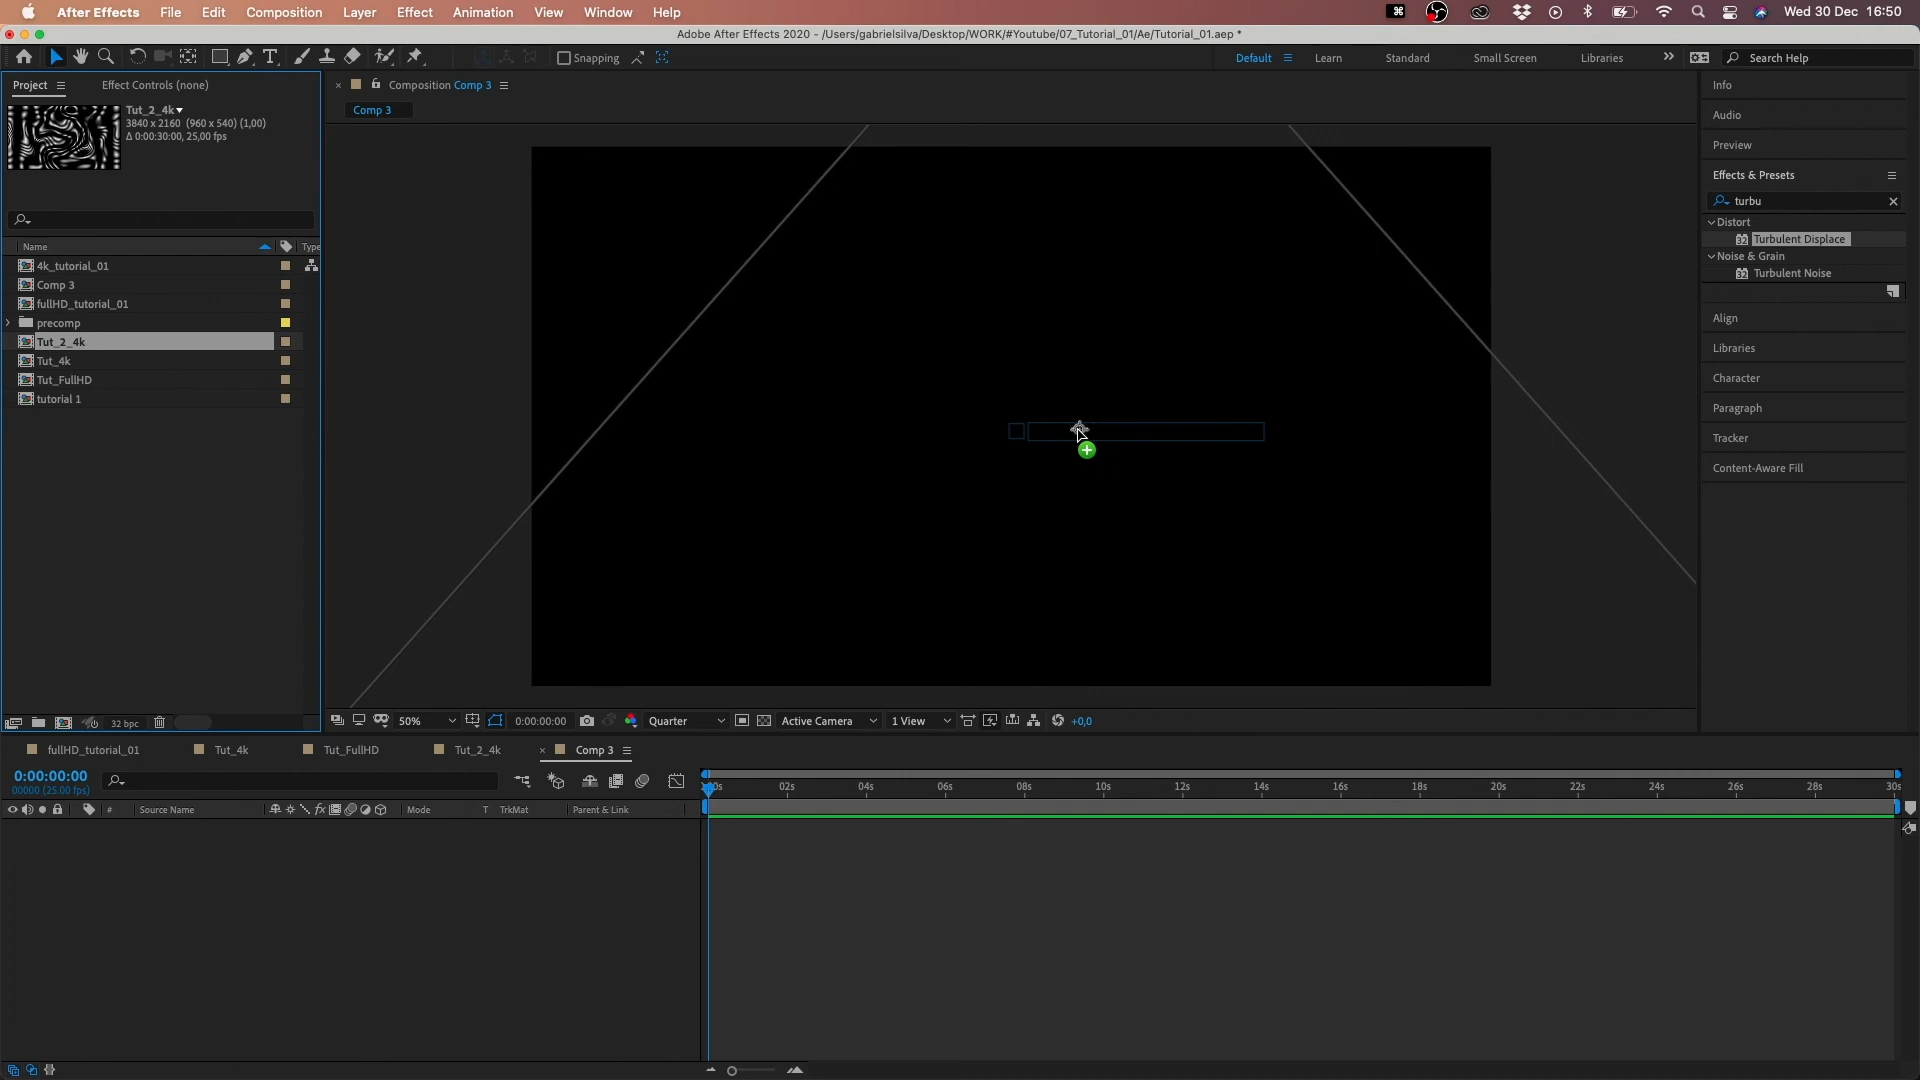 After Effects File Edit Composition Layer Effect Animation View Window Help Wed 30 Dec 16:50
Adobe After Effects 2020 - /Users/gabrielsilva/Desktop/WORK/#Youtube/07_Tutorial_01/Ae/Tutorial_01.aep *
Snapping Default Learn Standard Small Screen Libraries Search Help
Project Effect Controls (none)
Composition Comp 3
Comp 3
Tut_2_4k
3840 x 2160 (960 x 540) (1,00)
Δ 0:00:30:00, 25,00 fps
Name Type
4k_tutorial_01
Comp 3
fullHD_tutorial_01
precomp
Tut_2_4k
Tut_4k
Tut_FullHD
tutorial 1
32 bpc
Info
Audio
Preview
Effects & Presets
turbu
Distort
32 Turbulent Displace
Noise & Grain
32 Turbulent Noise
Align
Libraries
Character
Paragraph
Tracker
Content-Aware Fill
50% 0:00:00:00 Quarter Active Camera 1 View +0,0
fullHD_tutorial_01 Tut_4k Tut_FullHD Tut_2_4k Comp 3
0:00:00:00
00000 (25.00 fps)
# Source Name fx Mode T TrkMat Parent & Link
02s 04s 06s 08s 10s 12s 14s 16s 18s 20s 22s 24s 26s 28s 30s